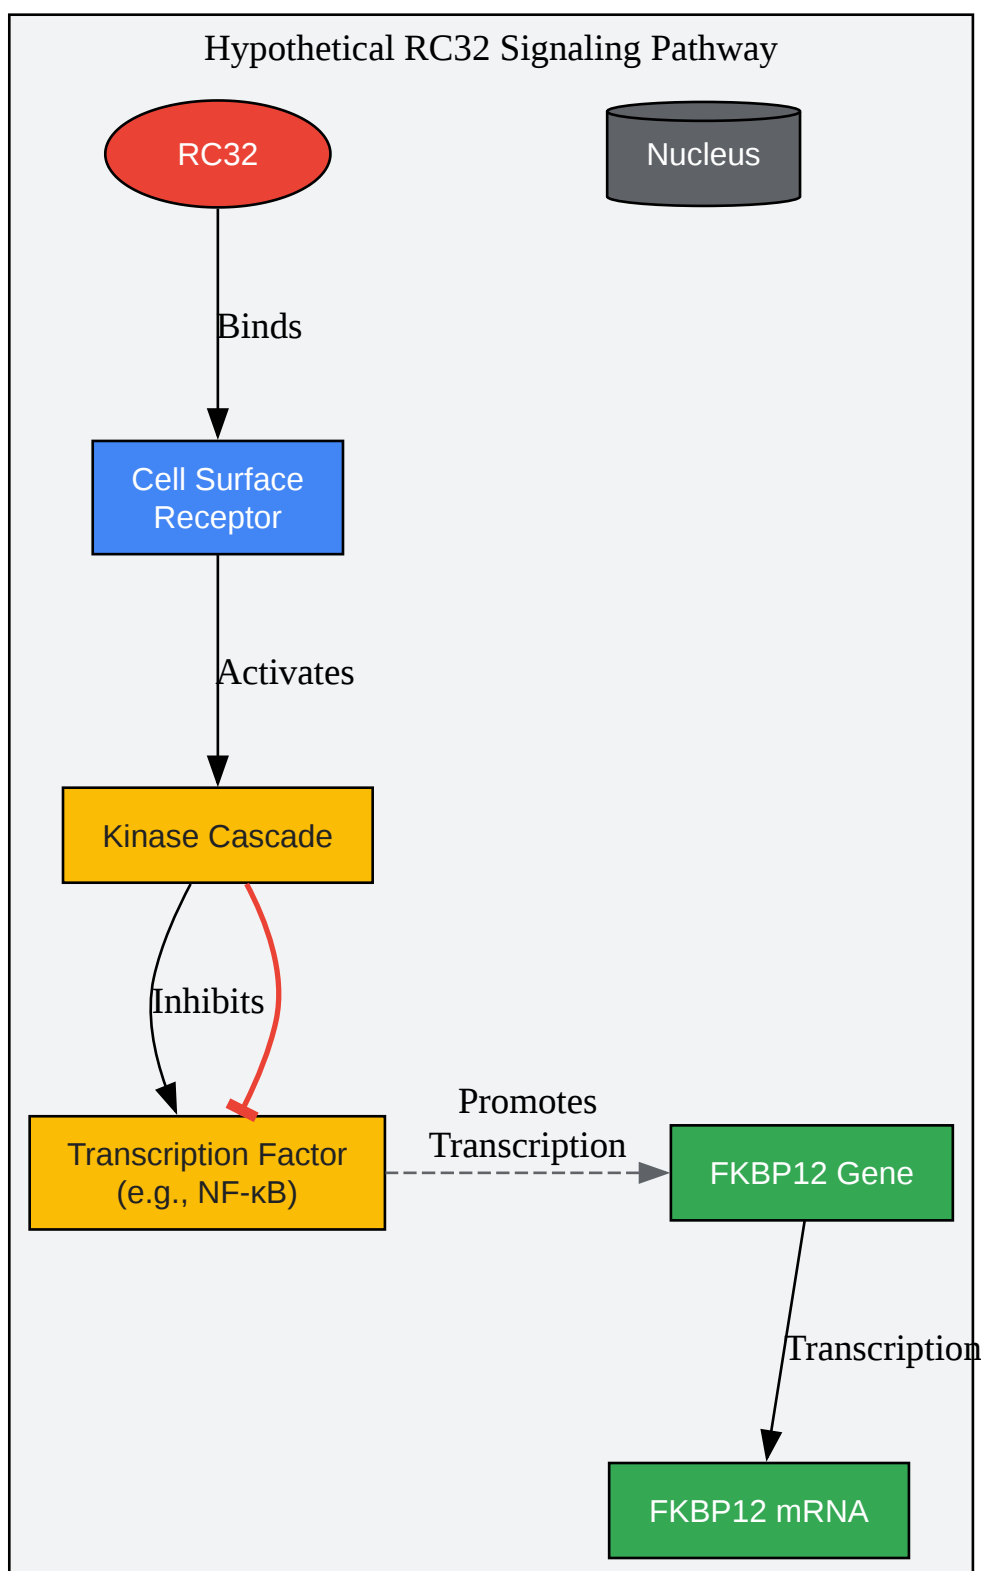 Hypothetical RC32 Signaling Pathway
RC32
Nucleus
Binds
Cell Surface
Receptor
Activates
Kinase Cascade
Inhibits
Transcription Factor
(e.g., NF-κB)
Promotes
Transcription
FKBP12 Gene
Transcription
FKBP12 mRNA